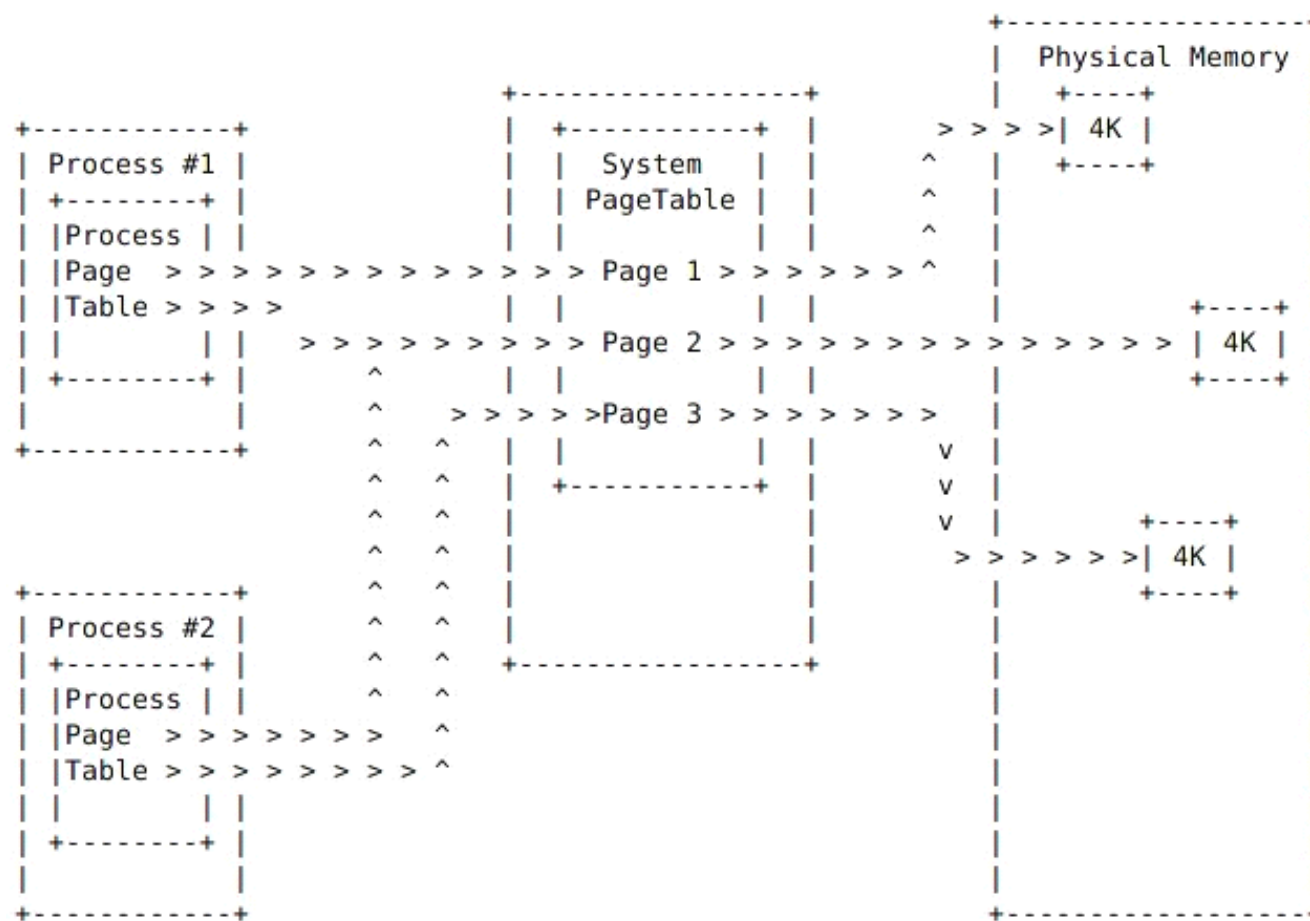 +------------------
                                                           |  Physical Memory
                              +-----------------+          |   +----+
+------------+                |  +-----------+  |       > > > >| 4K |
| Process #1 |                |  |  System   |  |      ^   |   +----+
| +--------+ |                |  | PageTable |  |      ^   |
| |Process | |                |  |           |  |      ^   |
| |Page  > > > > > > > > > > > > > Page 1 > > > > > > ^   |
| |Table > > > >              |  |           |  |          |           +----+
| |        | |   > > > > > > > > > Page 2 > > > > > > > > > > > > > > | 4K |
| +--------+ |       ^        |  |           |  |          |           +----+
|            |       ^    > > > > >Page 3 > > > > > > >   |
+------------+       ^   ^    |  |           |  |       v  |
                     ^   ^    |  +-----------+  |       v  |
                     ^   ^    |                 |       v  |        +----+
                     ^   ^    |                 |        > > > > > >| 4K |
+------------+       ^   ^    |                 |          |        +----+
| Process #2 |       ^   ^    |                 |          |
| +--------+ |       ^   ^    +-----------------+          |
| |Process | |       ^   ^                                 |
| |Page  > > > > > > >   ^                                 |
| |Table > > > > > > > > ^                                 |
| |        | |                                             |
| +--------+ |                                             |
|            |                                             |
+------------+                                             +------------------